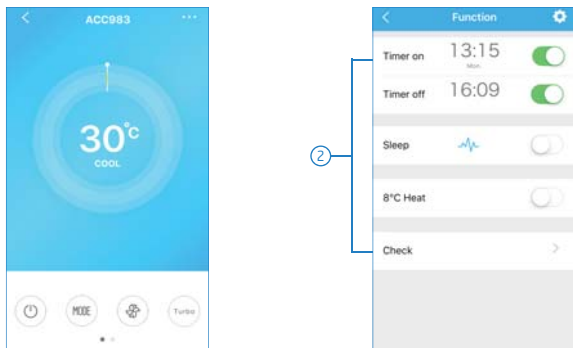 ACC983
30°C
COOL
MODE
Turbo
2
Function
Timer on 13:15
Mon.
Timer off 16:09
Sleep
8°C Heat
Check